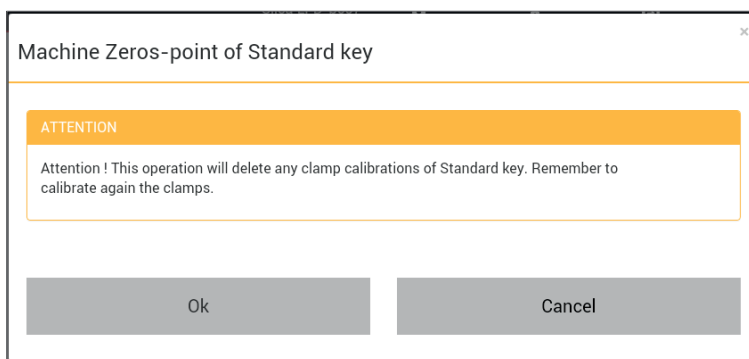 ×
Machine Zeros-point of Standard key
ATTENTION
Attention ! This operation will delete any clamp calibrations of Standard key. Remember to
calibrate again the clamps.
Ok
Cancel